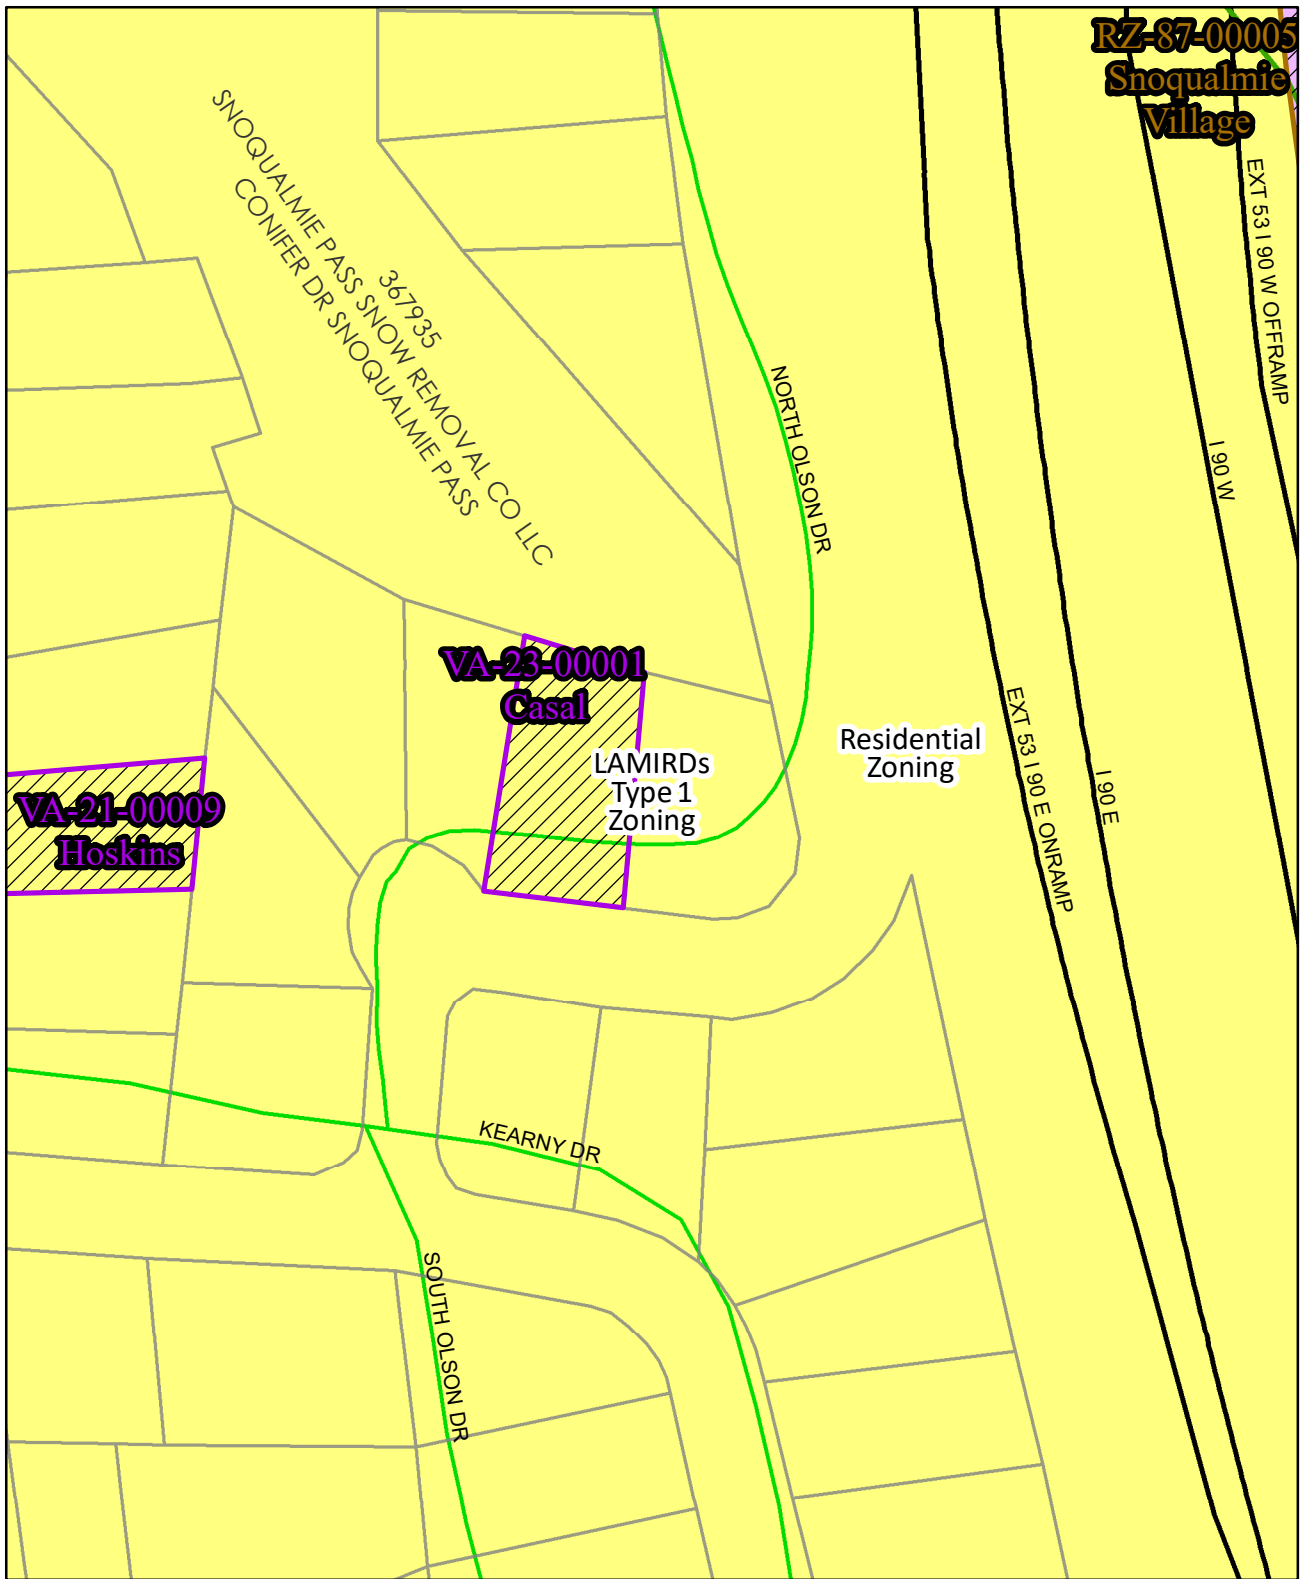 RZ-87-00005
Snoqualmie
Village
367935
SNOQUALMIE PASS SNOW REMOVAL CO LLC
CONIFER DR SNOQUALMIE PASS
EXT 53 I 90 W OFFRAMP
NORTH OLSON DR
I 90 W
VA-23-00001
Casal
LAMIRDs
Type 1
Zoning
Residential
Zoning
EXT 53 I 90 E ONRAMP
I 90 E
VA-21-00009
Hoskins
KEARNY DR
SOUTH OLSON DR